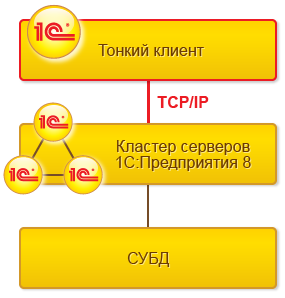 1С
Тонкий клиент
TCP/IP
1С
1С
1С
Кластер серверов
1С:Предприятия 8
СУБД